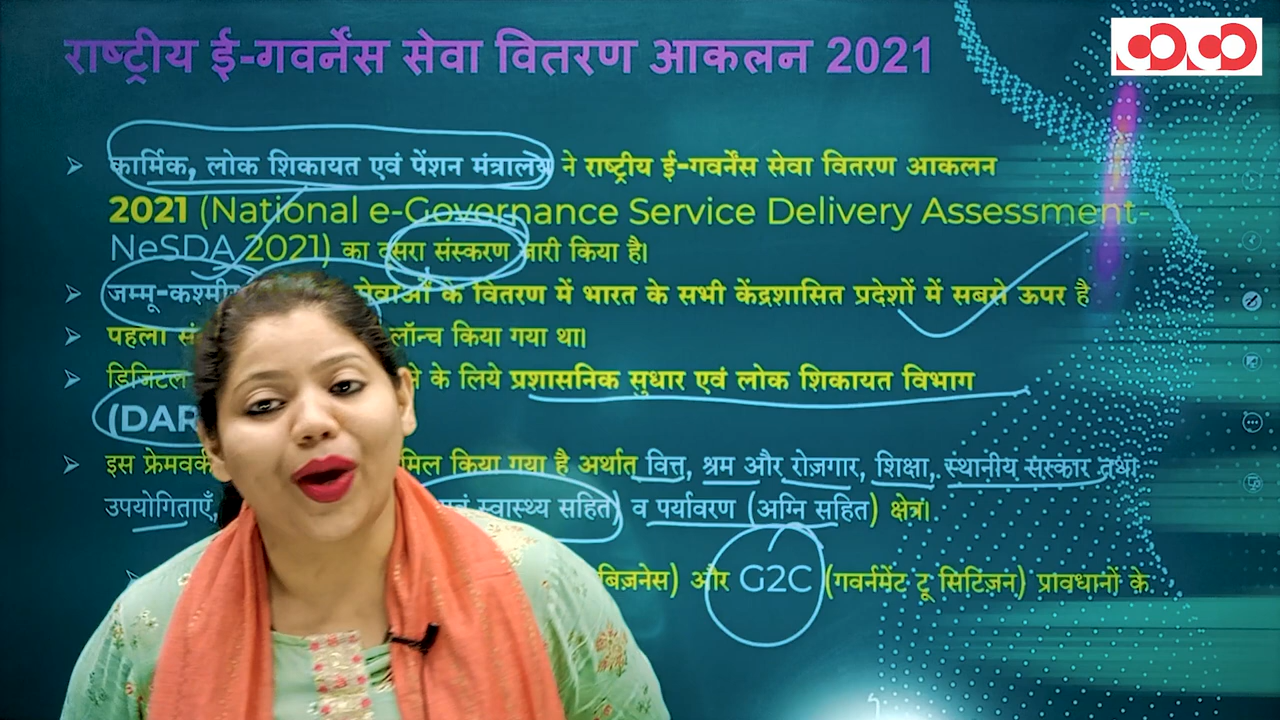 राष्ट्रीय ई-गवर्नेंस सेवा वितरण आकलन 2021
कार्मिक, लोक शिकायत एवं पेंशन मंत्रालय ने राष्ट्रीय ई-गवर्नेंस सेवा वितरण आकलन
2021 (National e-Governance Service Delivery Assessment-
NeSDA 2021) का दूसरा संस्करण जारी किया है।
जम्मू-कश्मीर सेवाओं के वितरण में भारत के सभी केंद्रशासित प्रदेशों में सबसे ऊपर है
पहला लॉन्च किया गया था।
डिजिटल के लिये प्रशासनिक सुधार एवं लोक शिकायत विभाग
(DAR
इस किया गया है अर्थात वित्त, श्रम और रोज़गार, शिक्षा, स्थानीय संस्कार तथा
उपयोगिताएँ, स्वास्थ्य सहित) व पर्यावरण (अग्नि सहित) क्षेत्र।
बिज़नेस) और G2C (गवर्नमेंट टू सिटिज़न) प्रावधानों के